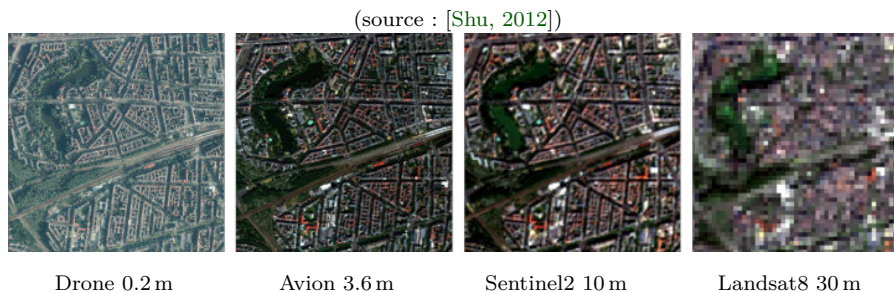 (source : [Shu, 2012])
Drone 0.2 m
Avion 3.6 m
Sentinel2 10 m
Landsat8 30 m